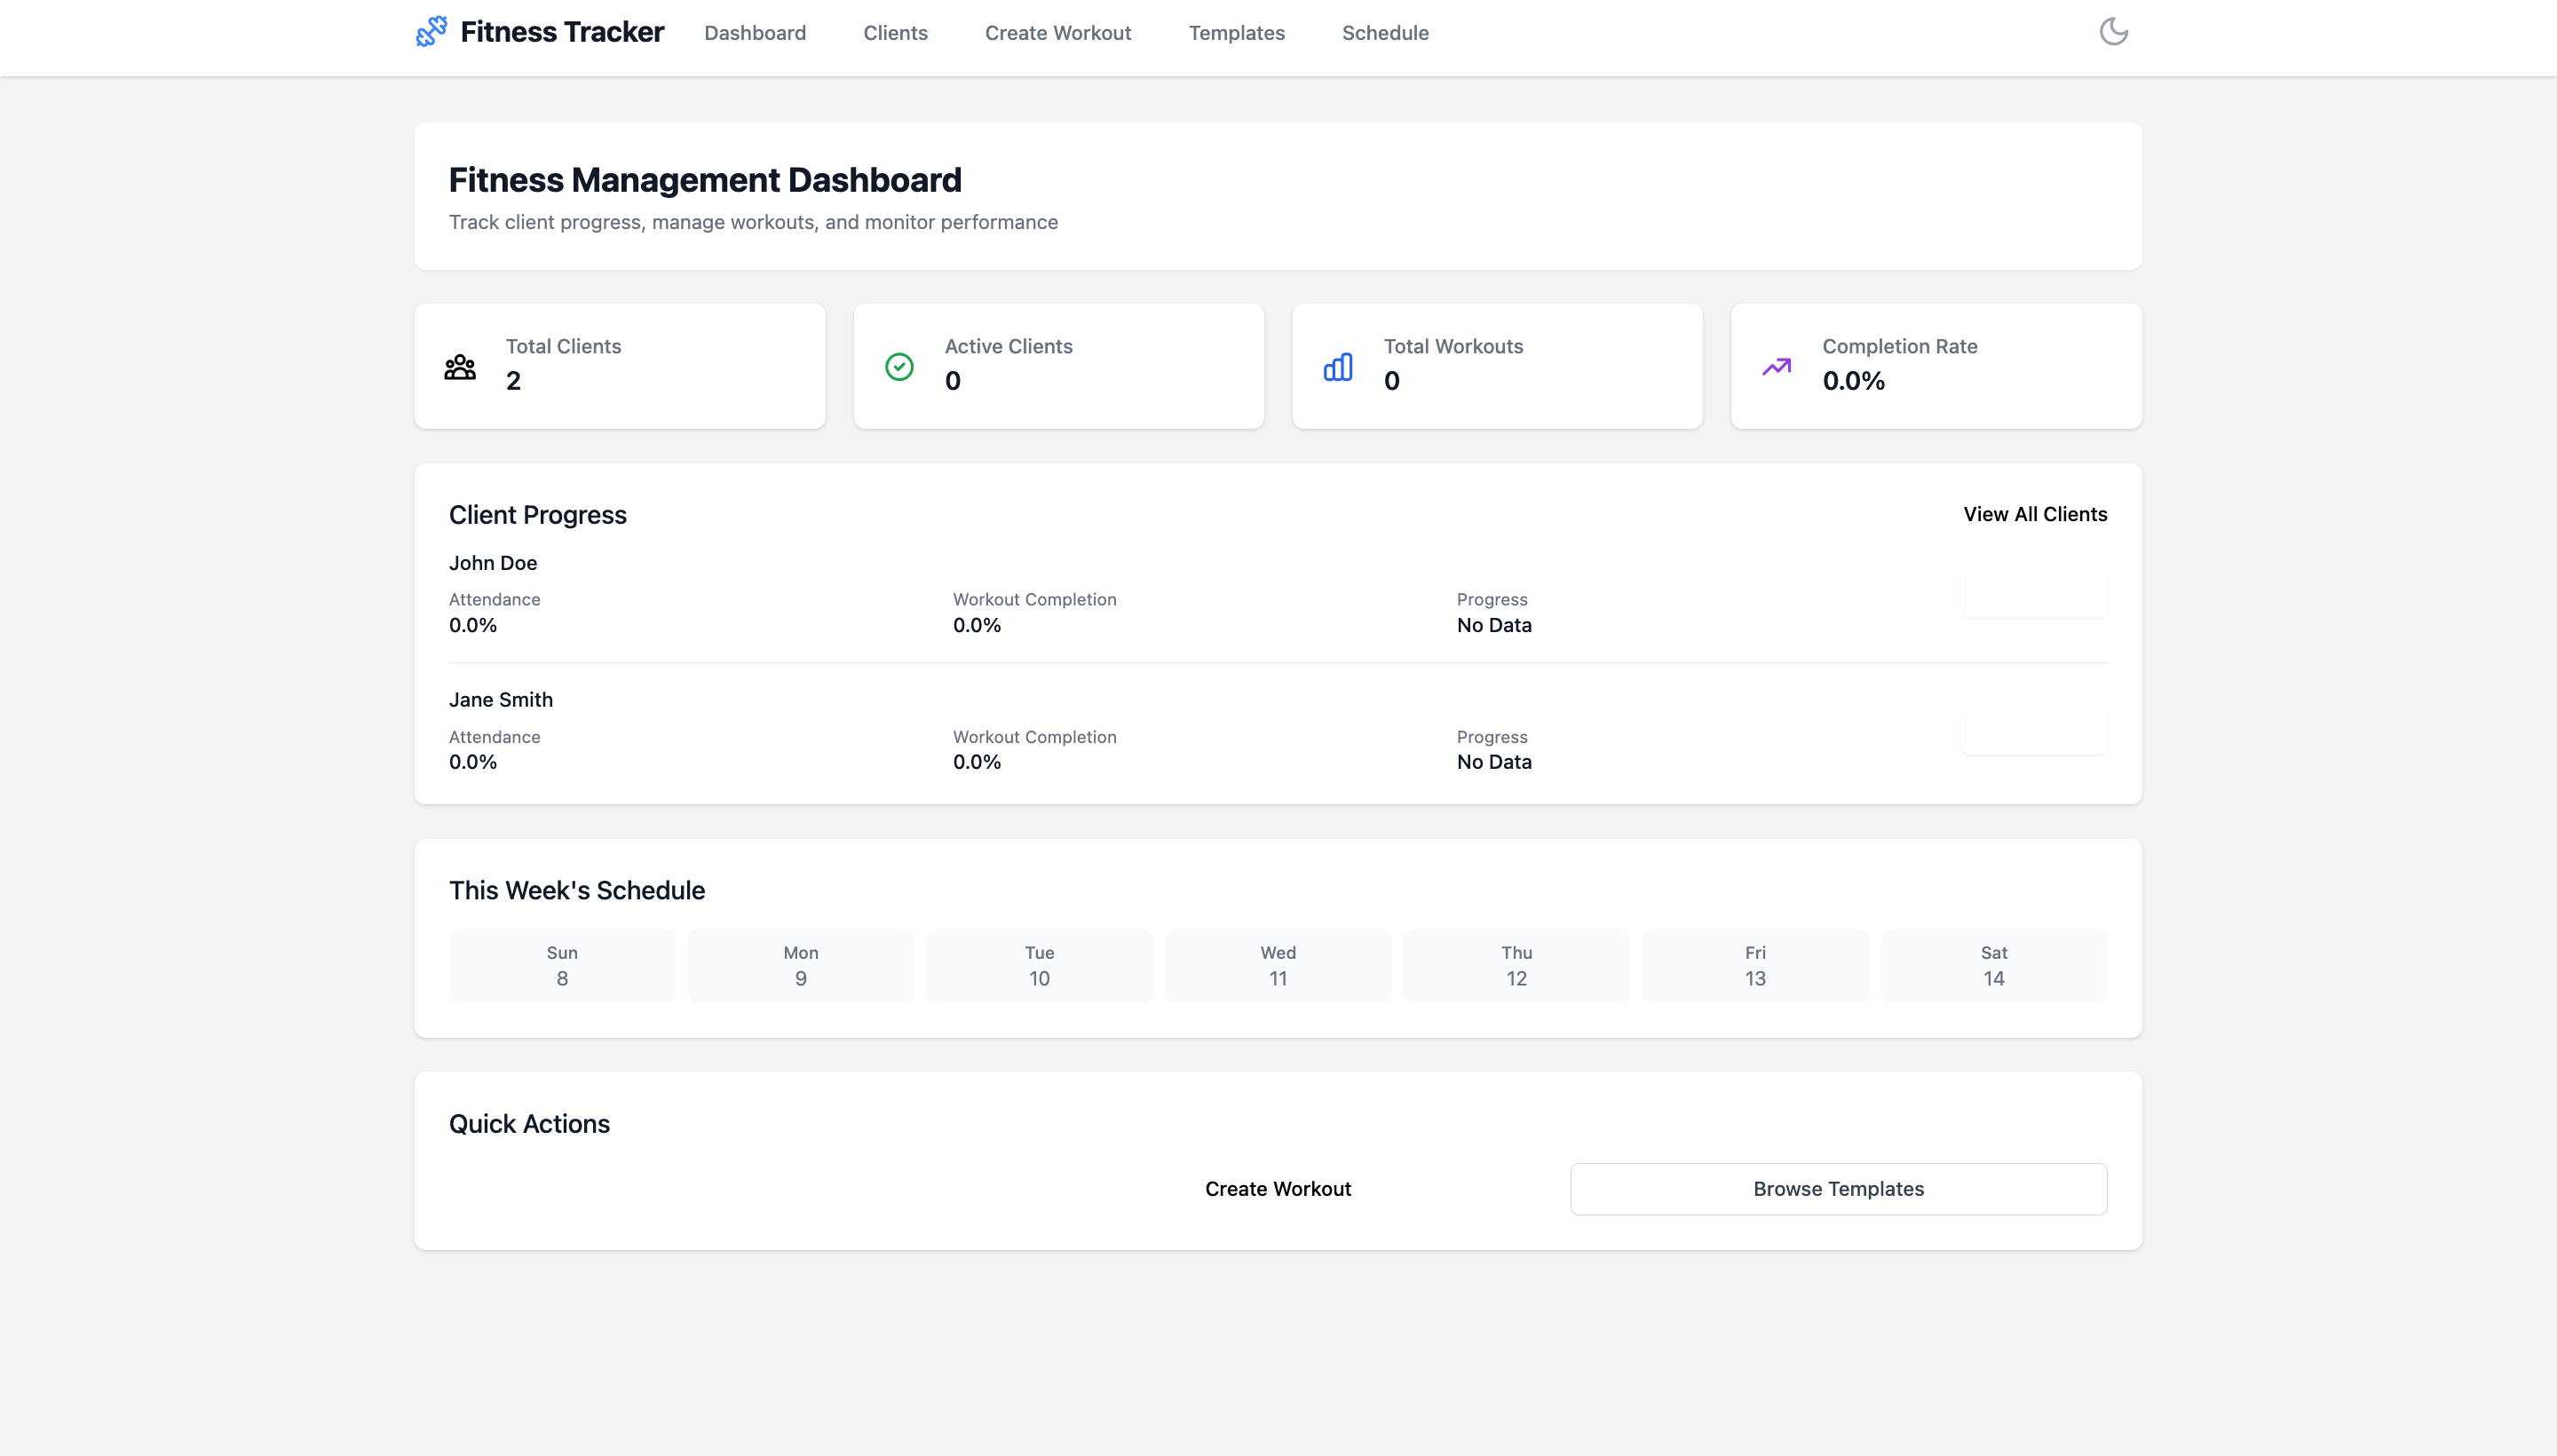 Fitness Tracker
Dashboard
Clients
Create Workout
Templates
Schedule
Fitness Management Dashboard
Track client progress, manage workouts, and monitor performance
Total Clients
2
Active Clients
0
Total Workouts
0
Completion Rate
0.0%
Client Progress
View All Clients
John Doe
Attendance
0.0%
Workout Completion
0.0%
Progress
No Data
Jane Smith
Attendance
0.0%
Workout Completion
0.0%
Progress
No Data
This Week's Schedule
Sun
8
Mon
9
Tue
10
Wed
11
Thu
12
Fri
13
Sat
14
Quick Actions
Create Workout
Browse Templates